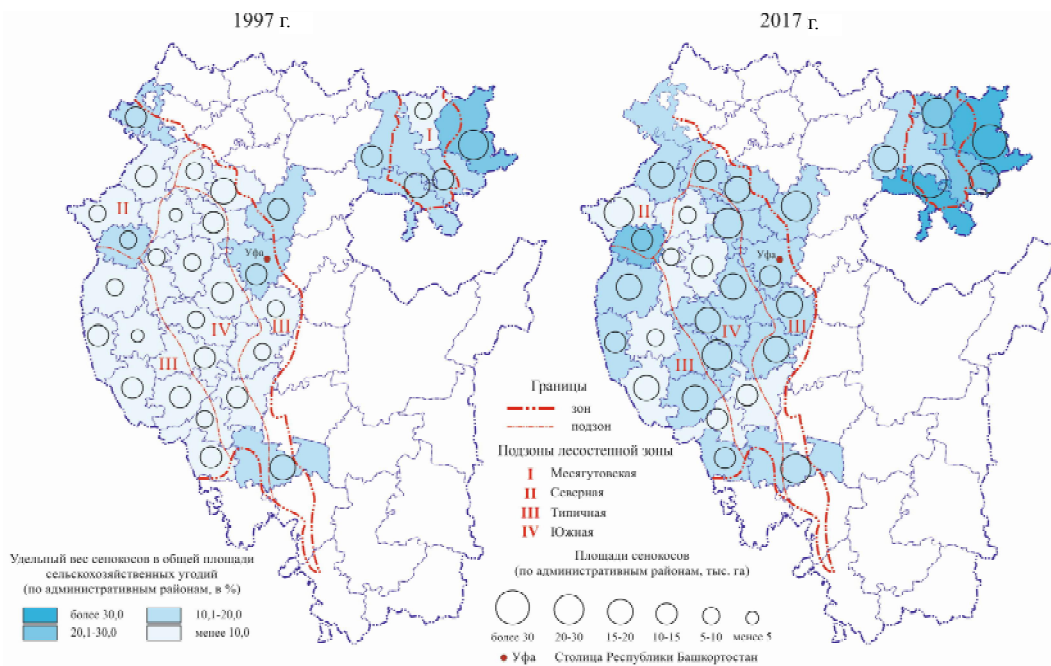 1997 г.
2017 г.
I
II
Уфа
IV
III
III
I
II
Уфа
IV
III
III
Границы
зон
подзон
Подзоны лесостепной зоны
I Месягутовская
II Северная
III Типичная
IV Южная
Удельный вес сенокосов в общей площади
сельскохозяйственных угодий
(по административным районам, в %)
более 30,0
10,1-20,0
20,1-30,0
менее 10,0
Площади сенокосов
(по административным районам, тыс. га)
более 30 20-30 15-20 10-15 5-10 менее 5
Уфа Столица Республики Башкортостан